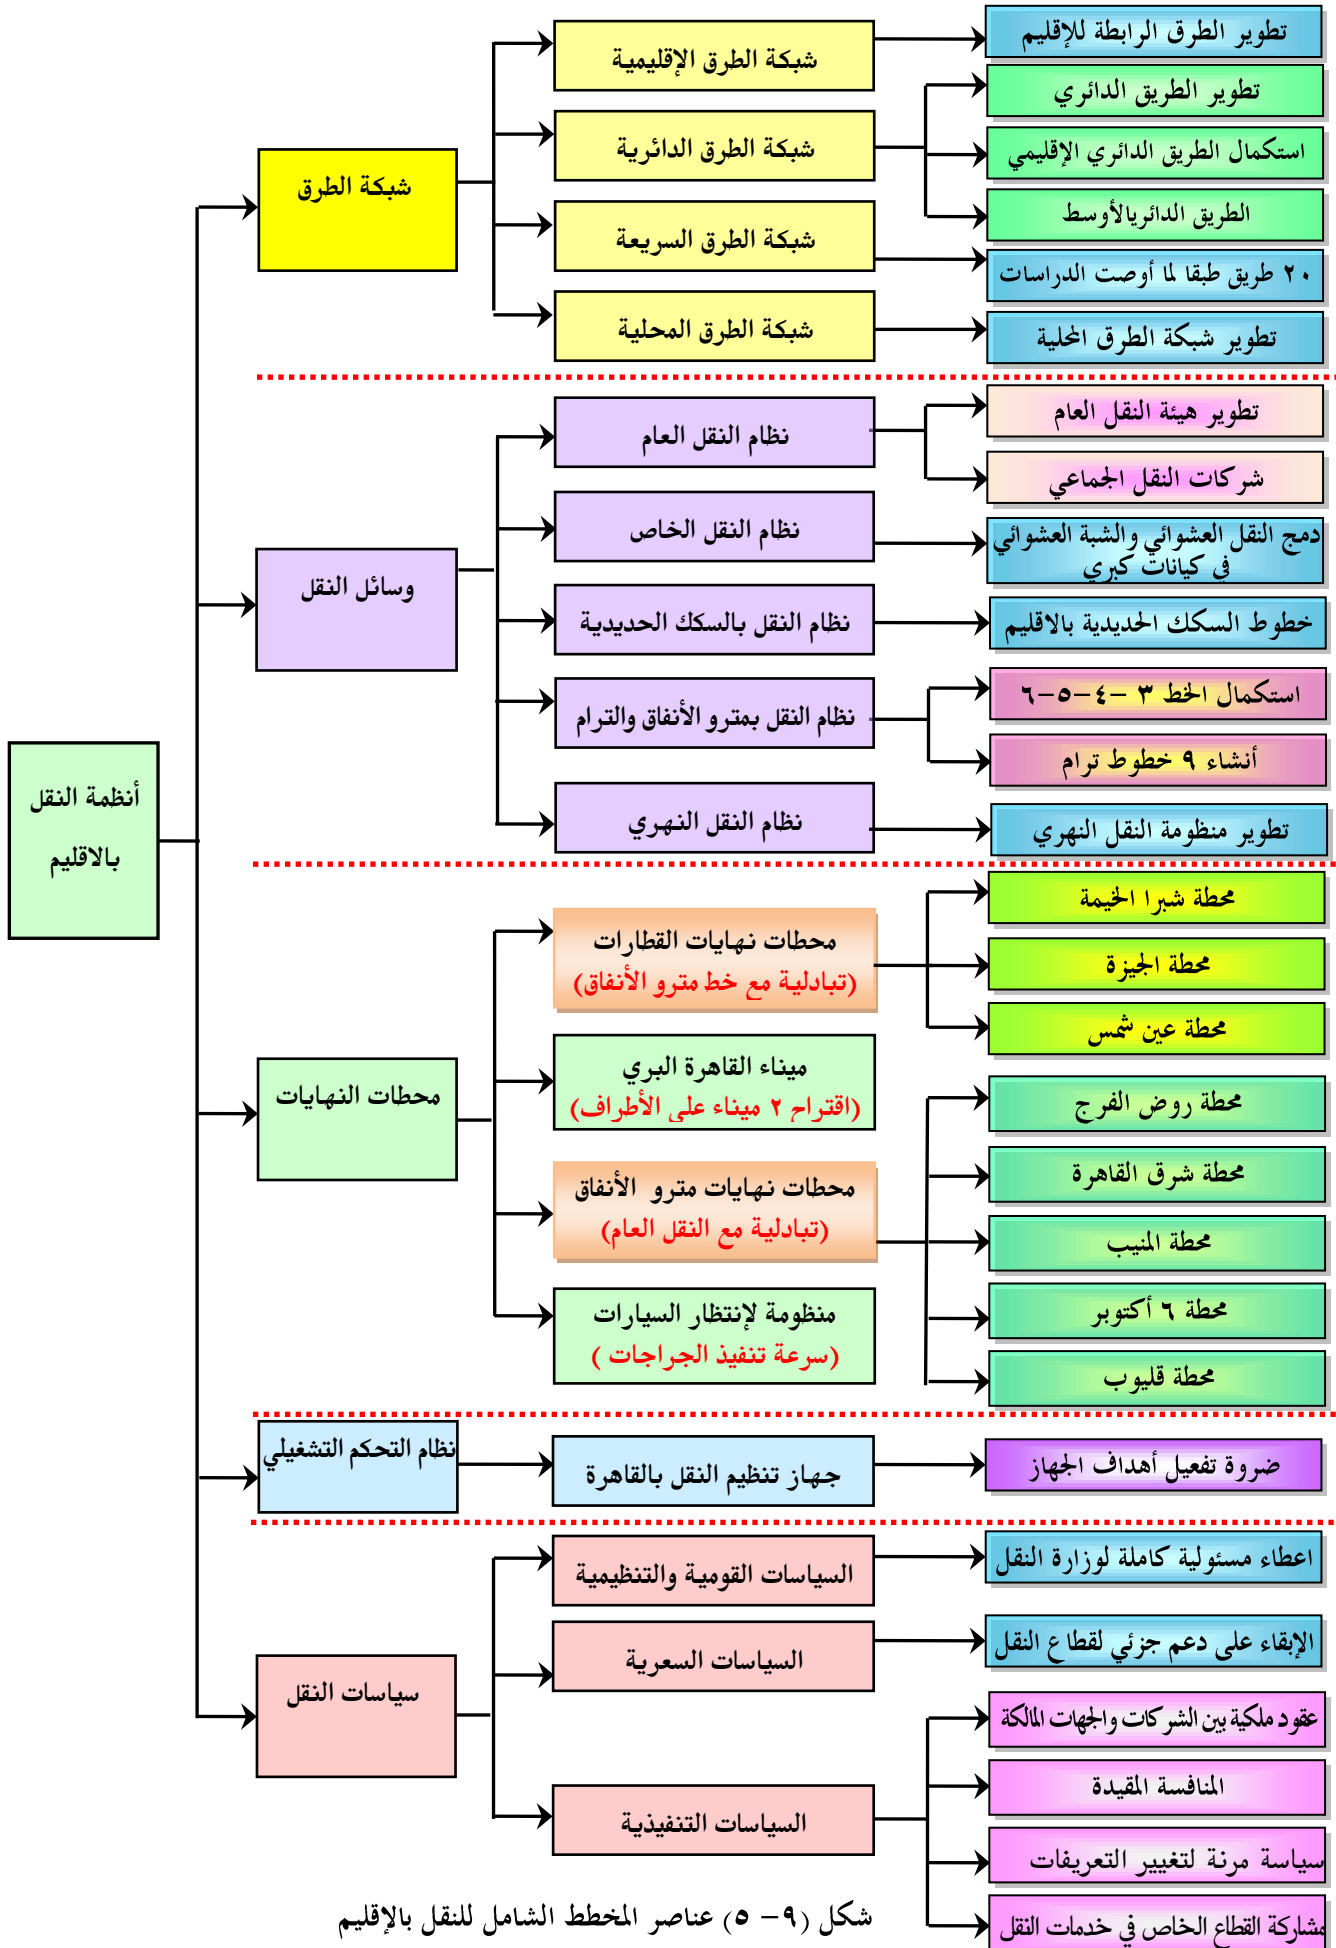 أنظمة النقل
بالاقليم
شبكة الطرق
شبكة الطرق الإقليمية
تطوير الطرق الرابطة للإقليم
شبكة الطرق الدائرية
تطوير الطريق الدائري
استكمال الطريق الدائري الإقليمي
الطريق الدائريالأوسط
شبكة الطرق السريعة
٢٠ طريق طبقا لما أوصت الدراسات
شبكة الطرق المحلية
تطوير شبكة الطرق المحلية
وسائل النقل
نظام النقل العام
تطوير هيئة النقل العام
شركات النقل الجماعي
نظام النقل الخاص
دمج النقل العشوائي والشبة العشوائي
في كيانات كبري
نظام النقل بالسكك الحديدية
خطوط السكك الحديدية بالاقليم
نظام النقل بمترو الأنفاق والترام
استكمال الخط ٣ -٤-٥-٦
أنشاء ٩ خطوط ترام
نظام النقل النهري
تطوير منظومة النقل النهري
محطات النهايات
محطات نهايات القطارات
(تبادلية مع خط مترو الأنفاق)
محطة شبرا الخيمة
محطة الجيزة
محطة عين شمس
ميناء القاهرة البري
(اقتراح ٢ ميناء على الأطراف)
محطات نهايات مترو الأنفاق
(تبادلية مع النقل العام)
محطة روض الفرج
محطة شرق القاهرة
محطة المنيب
محطة ٦ أكتوبر
محطة قليوب
منظومة لإنتظار السيارات
(سرعة تنفيذ الجراجات )
نظام التحكم التشغيلي
جهاز تنظيم النقل بالقاهرة
ضروة تفعيل أهداف الجهاز
سياسات النقل
السياسات القومية والتنظيمية
اعطاء مسئولية كاملة لوزارة النقل
السياسات السعرية
الإبقاء على دعم جزئي لقطاع النقل
السياسات التنفيذية
عقود ملكية بين الشركات والجهات المالكة
المنافسة المقيدة
سياسة مرنة لتغيير التعريفات
مشاركة القطاع الخاص في خدمات النقل
شكل (٩- ٥) عناصر المخطط الشامل للنقل بالإقليم